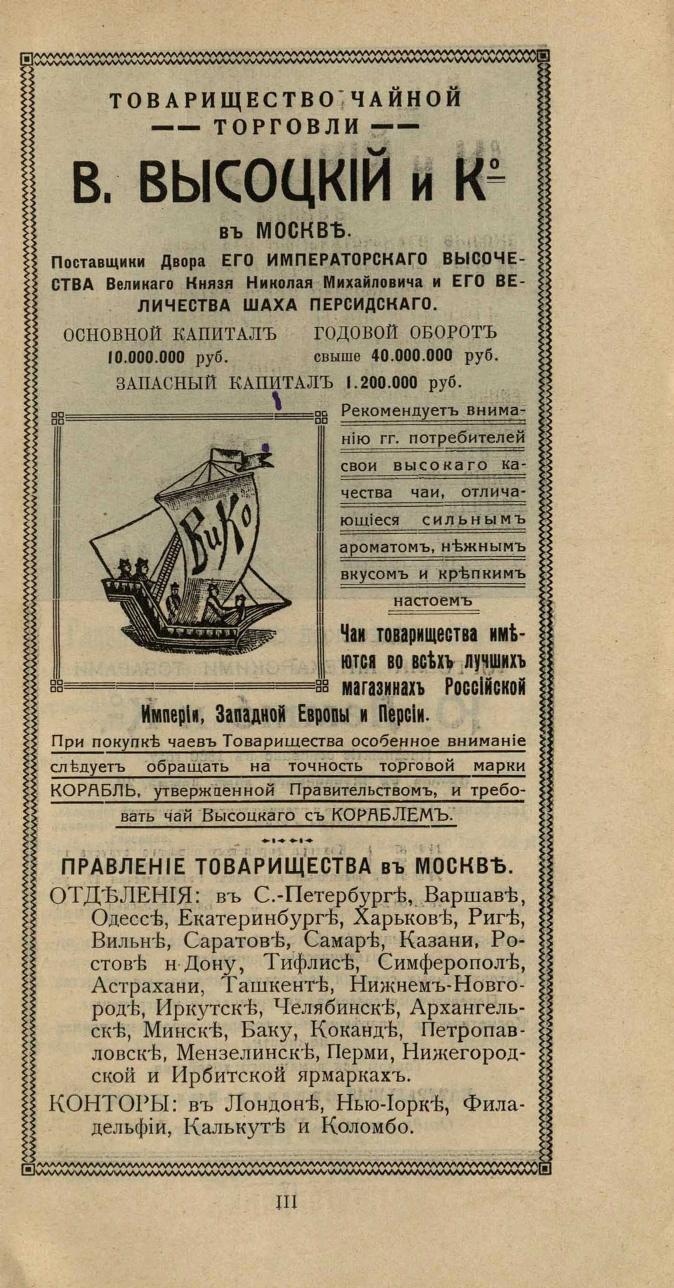 ТОВАРИЩЕСТВО ЧАЙНОЙ
—— ТОРГОВЛИ ——
В. ВЫСОЦКІЙ и Кº
въ МОСКВѢ.
Поставщики Двора ЕГО ИМПЕРАТОРСКАГО ВЫСОЧЕ-
СТВА Великаго Князя Николая Михайловича и ЕГО ВЕ-
ЛИЧЕСТВА ШАХА ПЕРСИДСКАГО.
ОСНОВНОЙ КАПИТАЛЪ ГОДОВОЙ ОБОРОТЪ
10.000.000 руб. свыше 40.000.000 руб.
ЗАПАСНЫЙ КАПИТАЛЪ 1.200.000 руб.
ВиКо
Рекомендуетъ внима-
нію гг. потребителей
свои высокаго ка-
чества чаи, отлича-
ющіеся сильнымъ
ароматомъ, нѣжнымъ
вкусомъ и крѣпкимъ
настоемъ
Чаи товарищества имѣ-
ются во всѣхъ лучшихъ
магазинахъ Россійской
Имперіи, Западной Европы и Персіи.
При покупкѣ чаевъ Товарищества особенное вниманіе
слѣдуетъ обращать на точность торговой марки
КОРАБЛЬ, утвержденной Правительствомъ, и требо-
вать чай Высоцкаго съ КОРАБЛЕМЪ.
ПРАВЛЕНІЕ ТОВАРИЩЕСТВА въ МОСКВѢ.
ОТДѢЛЕНІЯ: въ С.-Петербургѣ, Варшавѣ,
Одессѣ, Екатеринбургѣ, Харьковѣ, Ригѣ,
Вильнѣ, Саратовѣ, Самарѣ, Казани, Ро-
стовѣ н-Дону, Тифлисѣ, Симферополѣ,
Астрахани, Ташкентѣ, Нижнемъ-Новго-
родѣ, Иркутскѣ, Челябинскѣ, Архангель-
скѣ, Минскѣ, Баку, Кокандѣ, Петропав-
ловскѣ, Мензелинскѣ, Перми, Нижегород-
ской и Ирбитской ярмаркахъ.
КОНТОРЫ: въ Лондонѣ, Нью-Іоркѣ, Фила-
дельфіи, Калькутѣ и Коломбо.
III